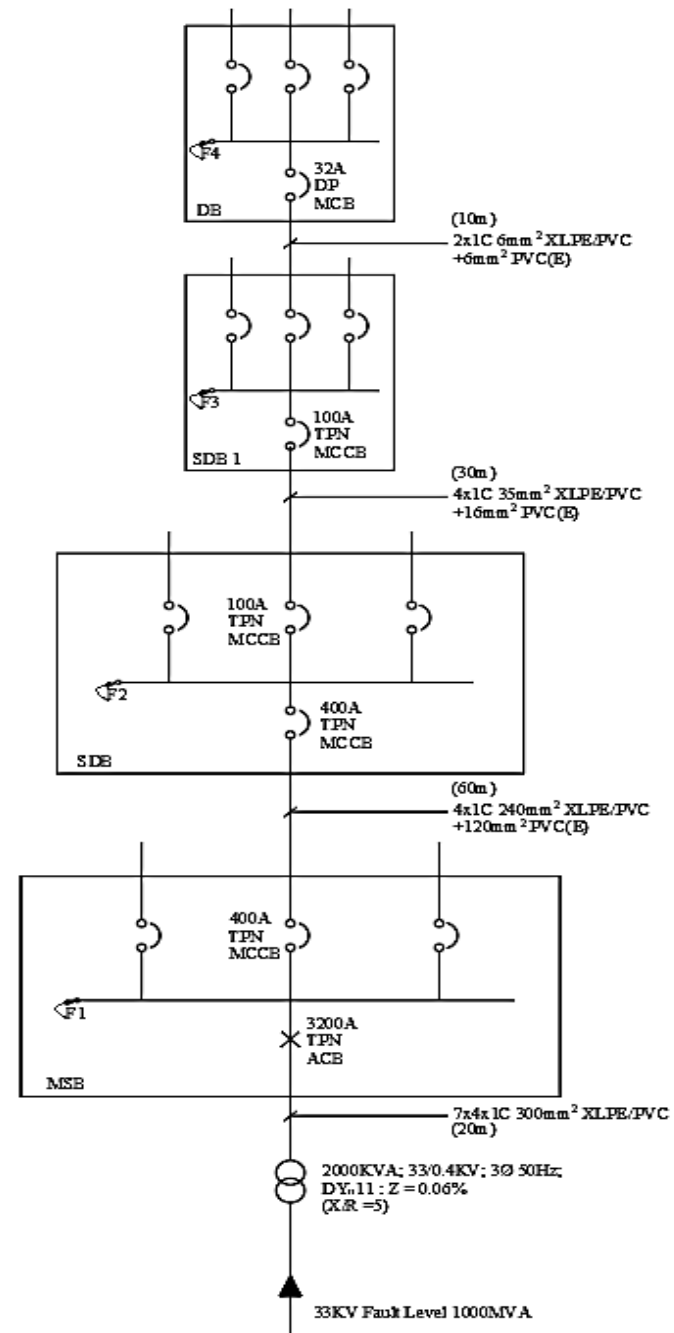 F4
32A
DP
MCB
DB
(10m)
2x1C 6mm² XLPE/PVC
+6mm² PVC(E)
F3
100A
TPN
MCCB
SDB 1
(30m)
4x1C 35mm² XLPE/PVC
+16mm² PVC(E)
100A
TPN
MCCB
F2
400A
TPN
MCCB
SDB
(60m)
4x1C 240mm² XLPE/PVC
+120mm² PVC(E)
400A
TPN
MCCB
F1
3200A
TPN
ACB
MSB
7x4x1C 300mm² XLPE/PVC
(20m)
2000KVA; 33/0.4KV; 3Ø 50Hz;
DYn11 : Z = 0.06%
(X/R =5)
33KV Fault Level 1000MVA